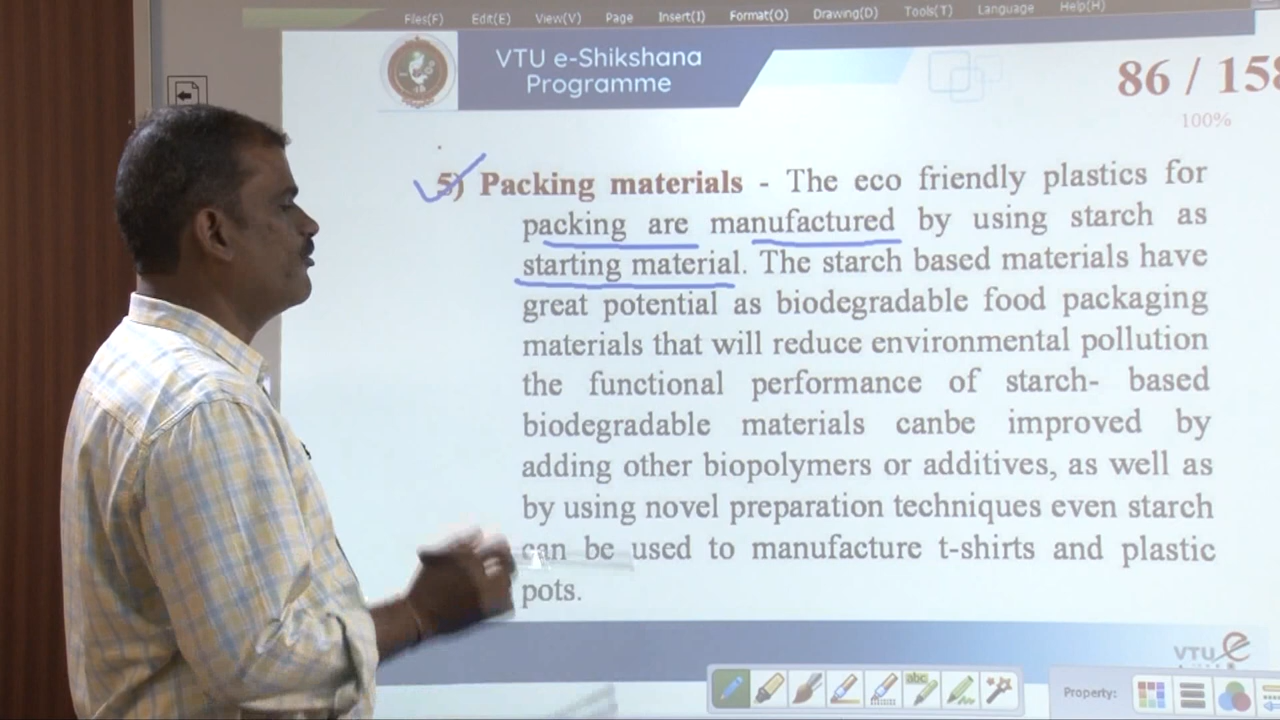 Files(F) Edit(E) View(V) Page Insert(I) Format(O) Drawing(D) Tools(T) Language Help(H)
VTU e-Shikshana
Programme
86 / 158
100%
5) Packing materials - The eco friendly plastics for
packing are manufactured by using starch as
starting material. The starch based materials have
great potential as biodegradable food packaging
materials that will reduce environmental pollution
the functional performance of starch- based
biodegradable materials canbe improved by
adding other biopolymers or additives, as well as
by using novel preparation techniques even starch
can be used to manufacture t-shirts and plastic
pots.
VTU e
abc
Property: